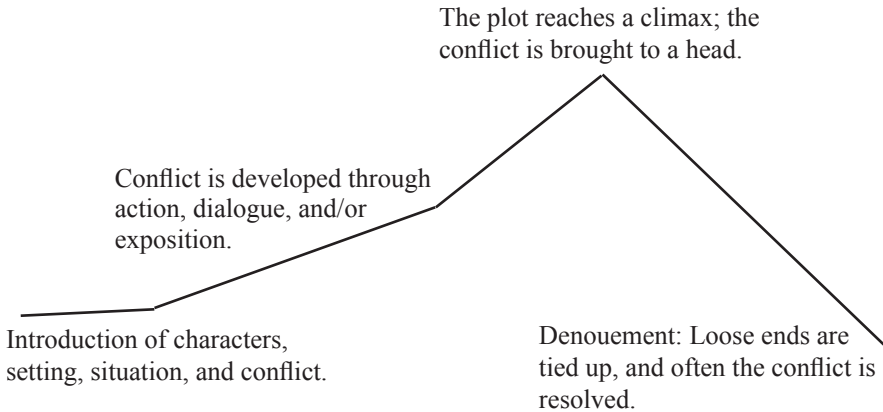 The plot reaches a climax; the
conflict is brought to a head.
Conflict is developed through
action, dialogue, and/or
exposition.
Introduction of characters,
setting, situation, and conflict.
Denouement: Loose ends are
tied up, and often the conflict is
resolved.